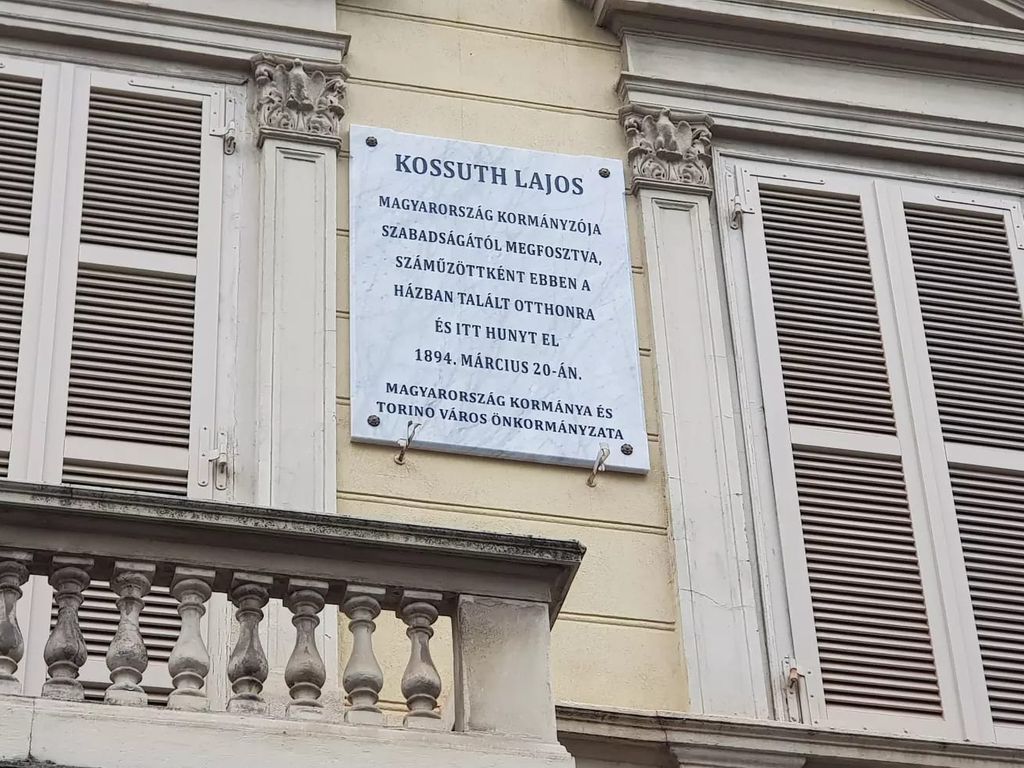 KOSSUTH LAJOS
MAGYARORSZÁG KORMÁNYZÓJA
SZABADSÁGÁTÓL MEGFOSZTVA,
SZÁMŰZÖTTKÉNT EBBEN A
HÁZBAN TALÁLT OTTHONRA
ÉS ITT HUNYT EL
1894. MÁRCIUS 20-ÁN.
MAGYARORSZÁG KORMÁNYA ÉS
TORINO VÁROS ÖNKORMÁNYZATA